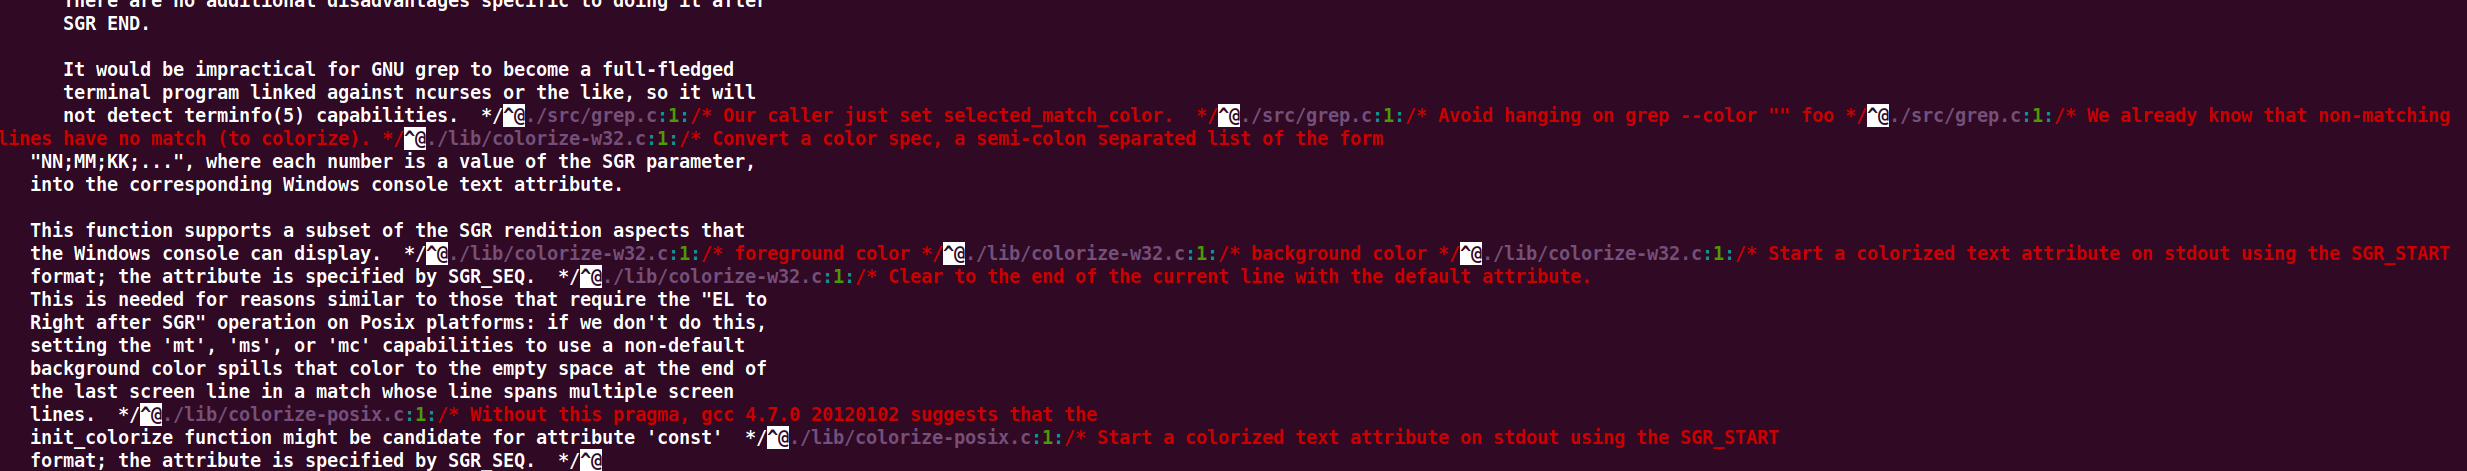 There are no additional disadvantages specific to doing it after
SGR END.
It would be impractical for GNU grep to become a full-fledged
terminal program linked against ncurses or the like, so it will
not detect terminfo(5) capabilities.  */^@./src/grep.c:1:/* Our caller just set selected_match_color.  */^@./src/grep.c:1:/* Avoid hanging on grep --color "" foo */^@./src/grep.c:1:/* We already know that non-matching
lines have no match (to colorize). */^@./lib/colorize-w32.c:1:/* Convert a color spec, a semi-colon separated list of the form
"NN;MM;KK;...", where each number is a value of the SGR parameter,
into the corresponding Windows console text attribute.
This function supports a subset of the SGR rendition aspects that
the Windows console can display.  */^@./lib/colorize-w32.c:1:/* foreground color */^@./lib/colorize-w32.c:1:/* background color */^@./lib/colorize-w32.c:1:/* Start a colorized text attribute on stdout using the SGR_START
format; the attribute is specified by SGR_SEQ.  */^@./lib/colorize-w32.c:1:/* Clear to the end of the current line with the default attribute.
This is needed for reasons similar to those that require the "EL to
Right after SGR" operation on Posix platforms: if we don't do this,
setting the 'mt', 'ms', or 'mc' capabilities to use a non-default
background color spills that color to the empty space at the end of
the last screen line in a match whose line spans multiple screen
lines.  */^@./lib/colorize-posix.c:1:/* Without this pragma, gcc 4.7.0 20120102 suggests that the
init_colorize function might be candidate for attribute 'const'  */^@./lib/colorize-posix.c:1:/* Start a colorized text attribute on stdout using the SGR_START
format; the attribute is specified by SGR_SEQ.  */^@